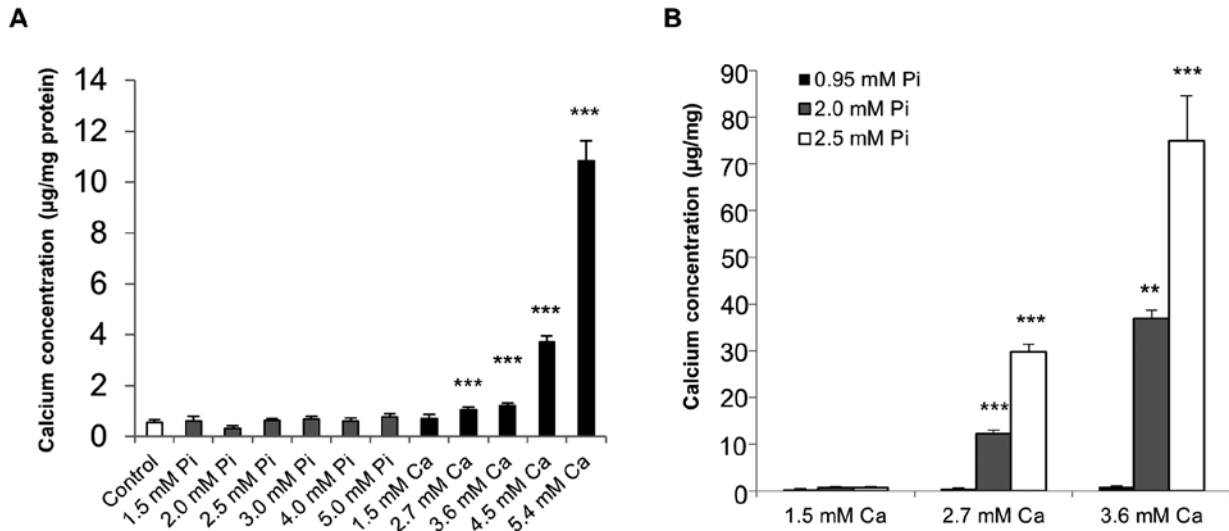 A
Calcium concentration (µg/mg protein)
14
12
10
8
6
4
2
0
***
***
***
***
***
Control
1.5 mM Pi
2.0 mM Pi
2.5 mM Pi
3.0 mM Pi
4.0 mM Pi
5.0 mM Pi
1.5 mM Ca
2.7 mM Ca
3.6 mM Ca
4.5 mM Ca
5.4 mM Ca
B
Calcium concentration (µg/mg)
90
80
70
60
50
40
30
20
10
0
0.95 mM Pi
2.0 mM Pi
2.5 mM Pi
***
***
**
***
1.5 mM Ca
2.7 mM Ca
3.6 mM Ca